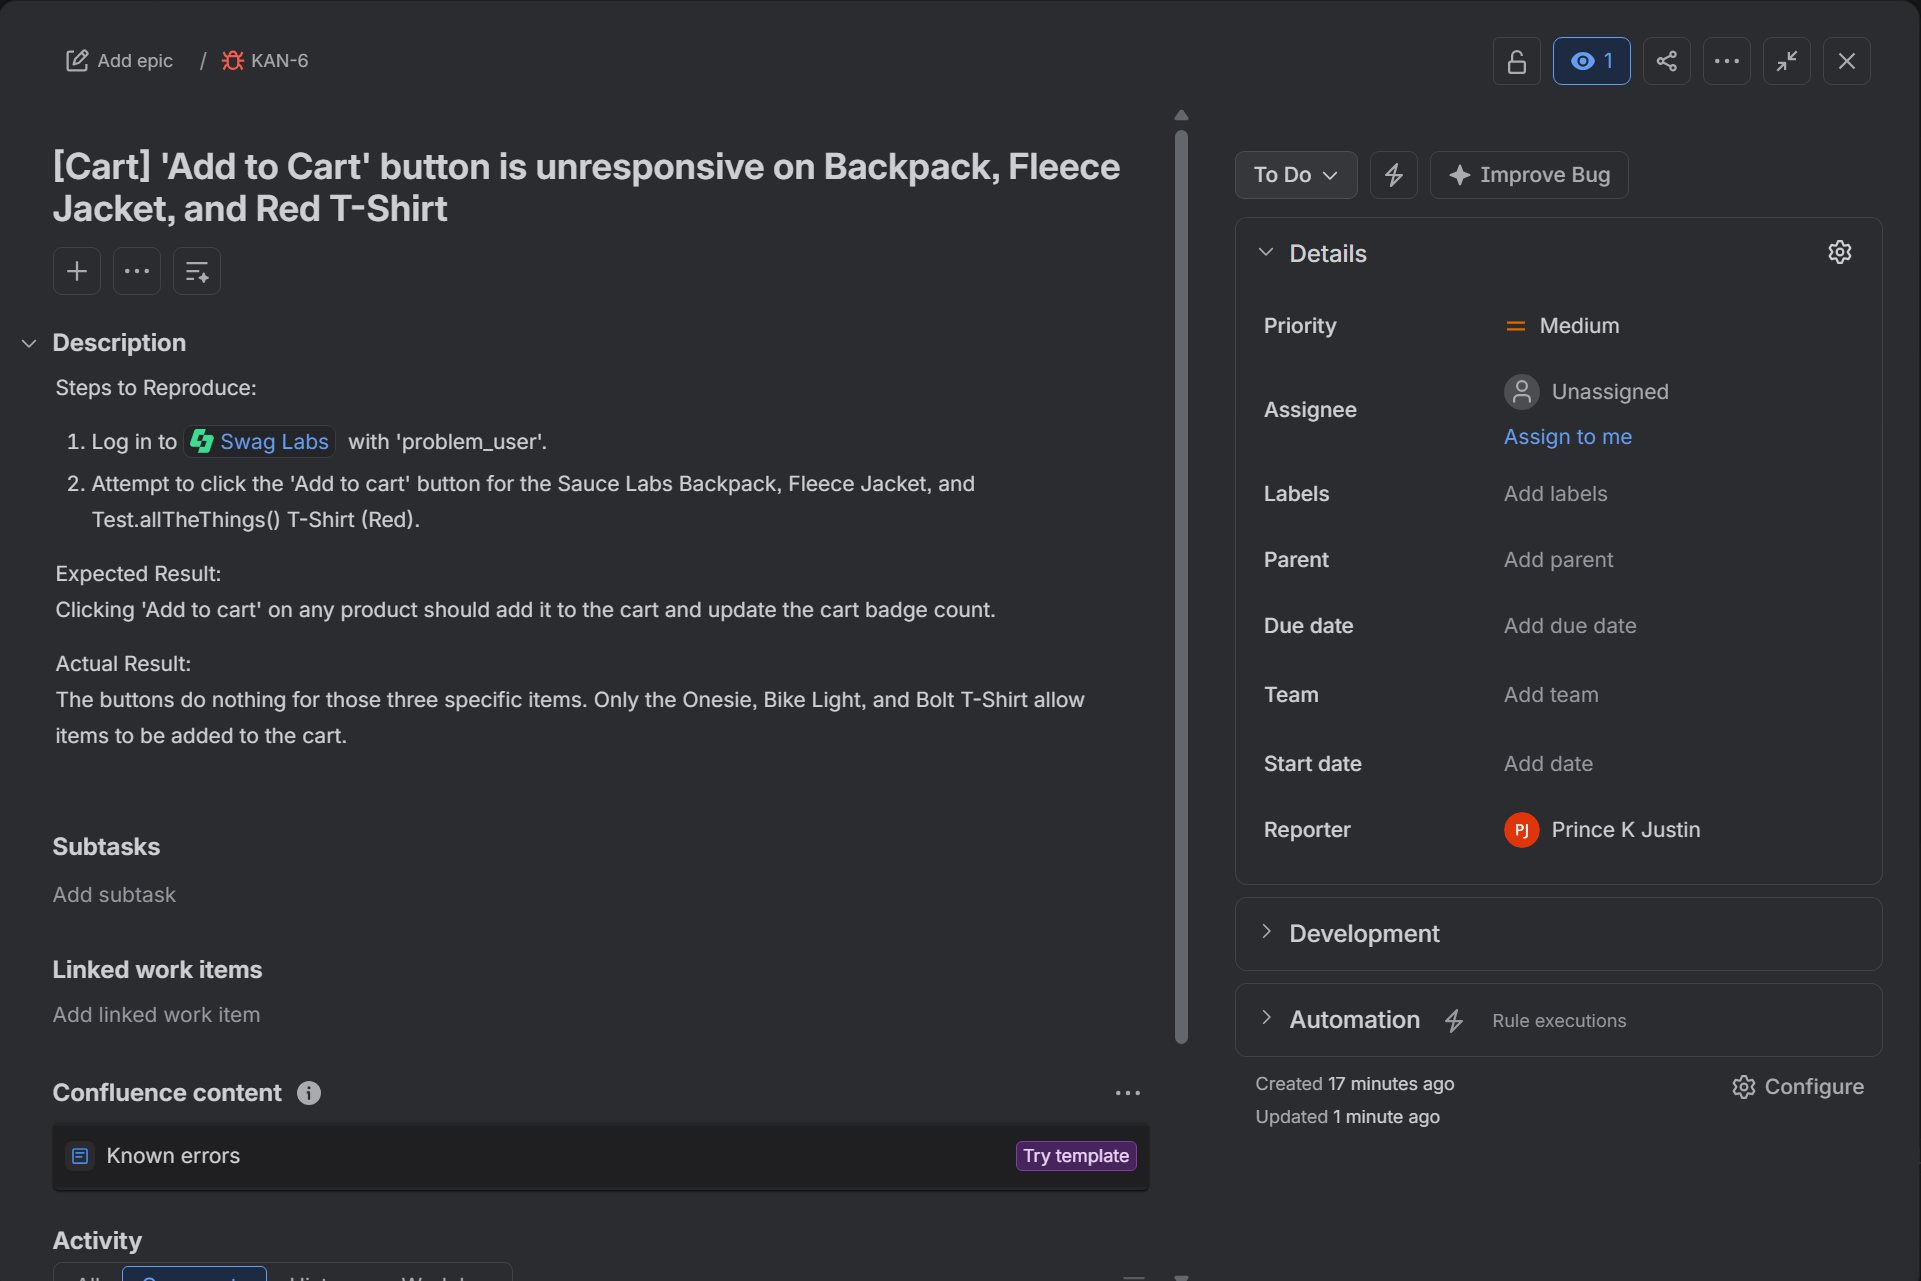 Add epic / KAN-6
1
[Cart] 'Add to Cart' button is unresponsive on Backpack, Fleece
Jacket, and Red T-Shirt
Description
Steps to Reproduce:
1. Log in to Swag Labs with 'problem_user'.
2. Attempt to click the 'Add to cart' button for the Sauce Labs Backpack, Fleece Jacket, and
Test.allTheThings() T-Shirt (Red).
Expected Result:
Clicking 'Add to cart' on any product should add it to the cart and update the cart badge count.
Actual Result:
The buttons do nothing for those three specific items. Only the Onesie, Bike Light, and Bolt T-Shirt allow
items to be added to the cart.
Subtasks
Add subtask
Linked work items
Add linked work item
Confluence content
Known errors
Try template
Activity
To Do
Improve Bug
Details
Priority
Medium
Assignee
Unassigned
Assign to me
Labels
Add labels
Parent
Add parent
Due date
Add due date
Team
Add team
Start date
Add date
Reporter
PJ Prince K Justin
Development
Automation
Rule executions
Created 17 minutes ago
Updated 1 minute ago
Configure